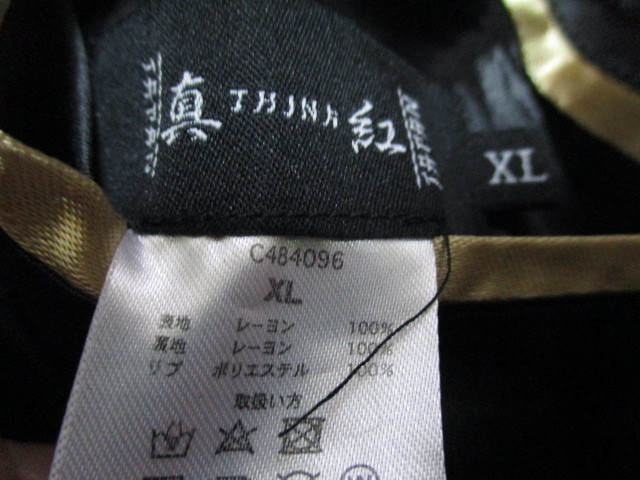 真 THINK 紅
XL
C484096
XL
表地 レーヨン 100%
裏地 レーヨン 100%
リブ ポリエステル 100%
取扱い方